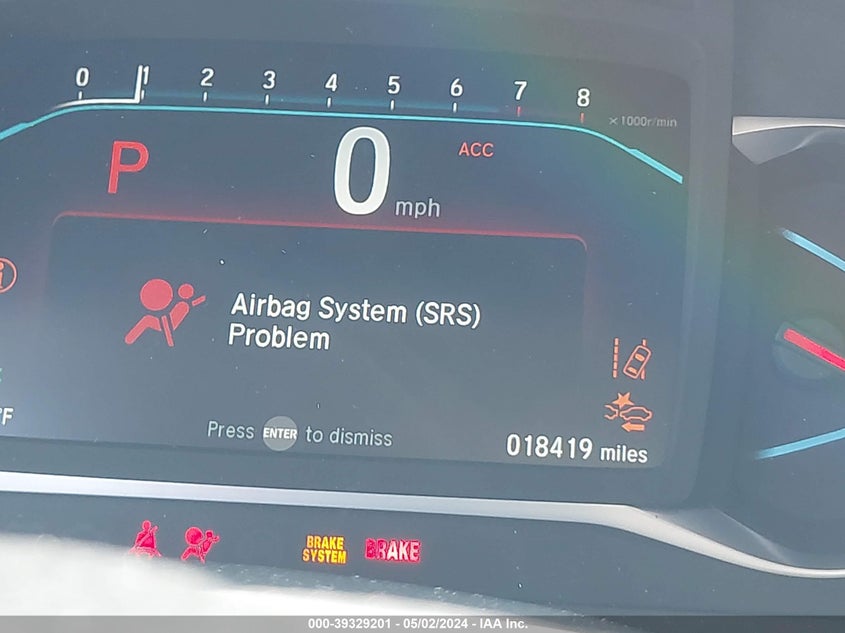 0 1 2 3 4 5 6 7 8
×1000r/min
P 0 mph ACC
Airbag System (SRS)
Problem
°F
Press ENTER to dismiss
018419 miles
BRAKE
SYSTEM
BRAKE
000-39329201 - 05/02/2024 - IAA Inc.